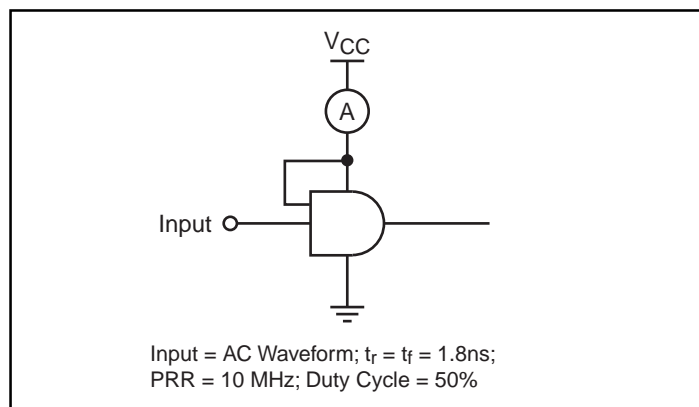 VCC
A
Input
Input = AC Waveform; tr = tf = 1.8ns;
PRR = 10 MHz; Duty Cycle = 50%